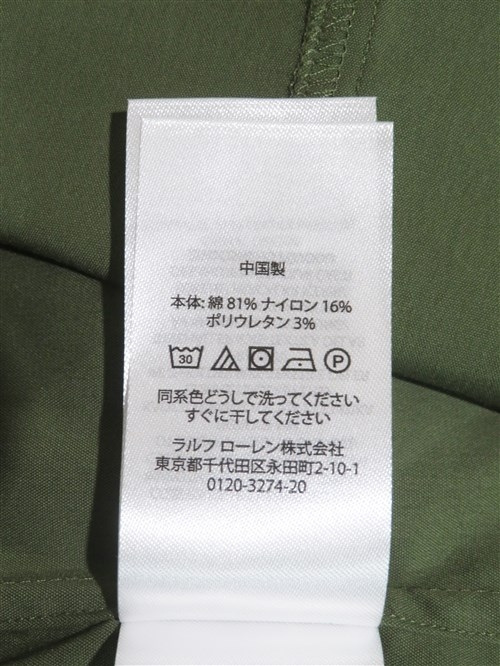 中国製
本体: 綿 81% ナイロン 16%
ポリウレタン 3%
30 P
同系色どうしで洗ってください
すぐに干してください
ラルフ ローレン株式会社
東京都千代田区永田町2-10-1
0120-3274-20